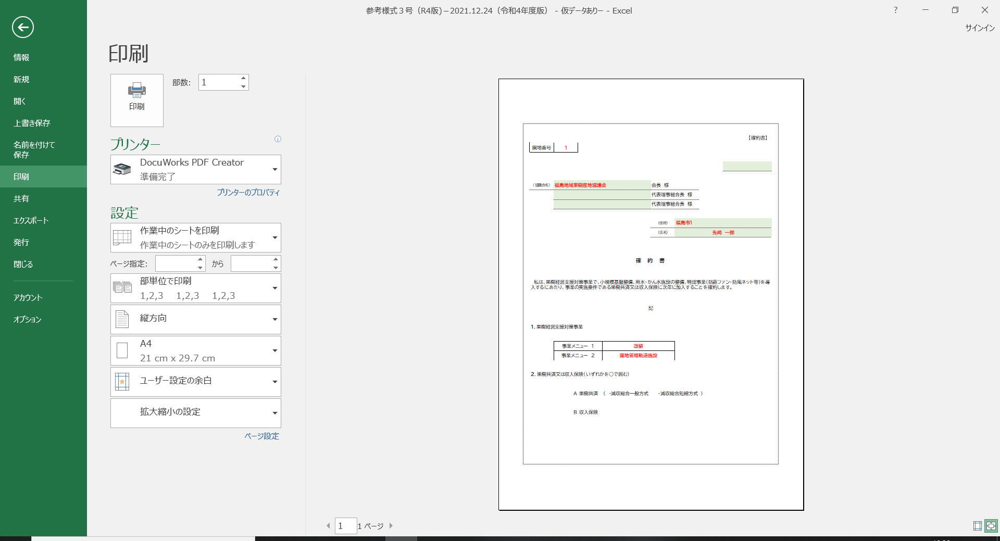 参考様式３号（R4版)－2021.12.24（令和4年度版） - 仮データありー - Excel
?
サインイン
情報
新規
開く
上書き保存
名前を付けて
保存
印刷
共有
エクスポート
発行
閉じる
アカウント
オプション
印刷
印刷
部数:
1
プリンター
DocuWorks PDF Creator
準備完了
プリンターのプロパティ
設定
作業中のシートを印刷
作業中のシートのみを印刷します
ページ指定:
から
部単位で印刷
1,2,3 1,2,3 1,2,3
縦方向
A4
21 cm x 29.7 cm
ユーザー設定の余白
拡大縮小の設定
ページ設定
【確約書】
園地番号 1
（協議会名） 福島地域果樹産地協議会 会長 様
代表理事組合長 様
代表理事組合長 様
（住所） 福島市1
（氏名） 先崎 一郎
確 約 書
私は、果樹経営支援対策事業で、小規模基盤整備、用水・かん水施設の整備、特認事業（防霜ファン・防風ネット等）を導
入するにあたり、事業の実施要件である果樹共済又は収入保険に次年に加入することを確約します。
記
1. 果樹経営支援対策事業
事業メニュー 1 改植
事業メニュー 2 園地管理軌道施設
2. 果樹共済又は収入保険（いずれかを〇で囲む）
A 果樹共済 （ ・減収総合一般方式 ・減収総合短縮方式 ）
B 収入保険
1
1 ページ